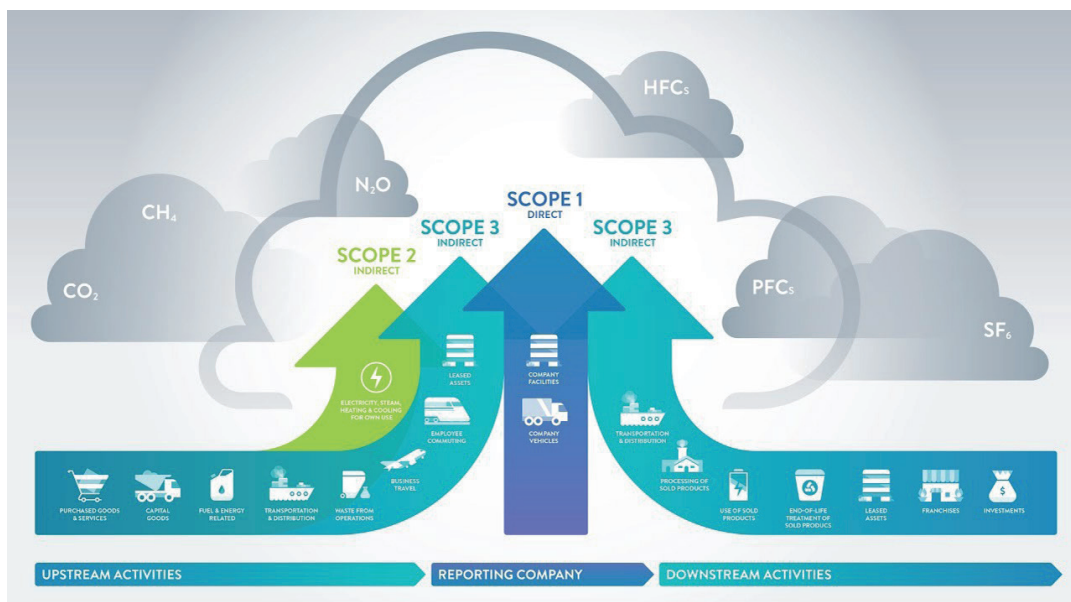 HFCs
N₂O
CH₄
CO₂
PFCs
SF₆
SCOPE 1
DIRECT
SCOPE 3
INDIRECT
SCOPE 3
INDIRECT
SCOPE 2
INDIRECT
ELECTRICITY, STEAM,
HEATING & COOLING
FOR OWN USE
LEASED
ASSETS
EMPLOYEE
COMMUTING
BUSINESS
TRAVEL
COMPANY
FACILITIES
COMPANY
VEHICLES
TRANSPORTATION
& DISTRIBUTION
PROCESSING OF
SOLD PRODUCTS
PURCHASED GOODS
& SERVICES
CAPITAL
GOODS
FUEL & ENERGY
RELATED
TRANSPORTATION
& DISTRIBUTION
WASTE FROM
OPERATIONS
USE OF SOLD
PRODUCTS
END-OF-LIFE
TREATMENT OF
SOLD PRODUCS
LEASED
ASSETS
FRANCHISES
$
INVESTMENTS
UPSTREAM ACTIVITIES
REPORTING COMPANY
DOWNSTREAM ACTIVITIES